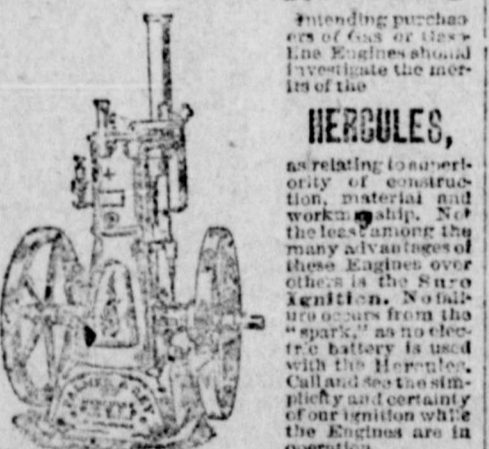 Intending purchas
ers of Gas or Gaso
line Engines should
investigate the mer-
its of the
HERCULES,
as relating to superi-
ority of construc-
tion, material and
workmanship. Not
the least among the
many advantages of
these Engines over
others is the Sure
Ignition. No fail-
ure occurs from the
"spark," as no elec-
tric battery is used
with the Hercules.
Call and see the sim-
plicity and certainty
of our ignition while
the Engines are in
operation
PALMER & REY